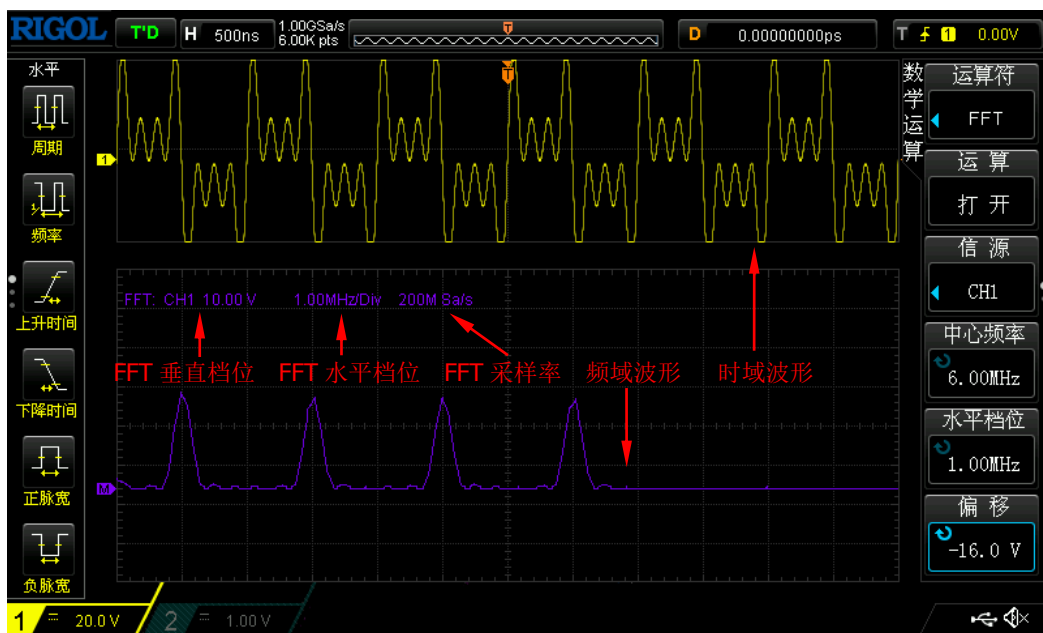 RIGOL T'D H 500ns 1.00GSa/s 6.00K pts T D 0.00000000ps T 1 0.00V
水平
周期
频率
上升时间
下降时间
正脉宽
负脉宽
T
1
FFT: CH1 10.00 V 1.00MHz/Div 200M Sa/s
FFT 垂直档位 FFT 水平档位 FFT 采样率 频域波形 时域波形
M
数学运算
运算符
FFT
运算
打开
信源
CH1
中心频率
6.00MHz
水平档位
1.00MHz
偏移
-16.0 V
1 20.0 V 2 1.00 V